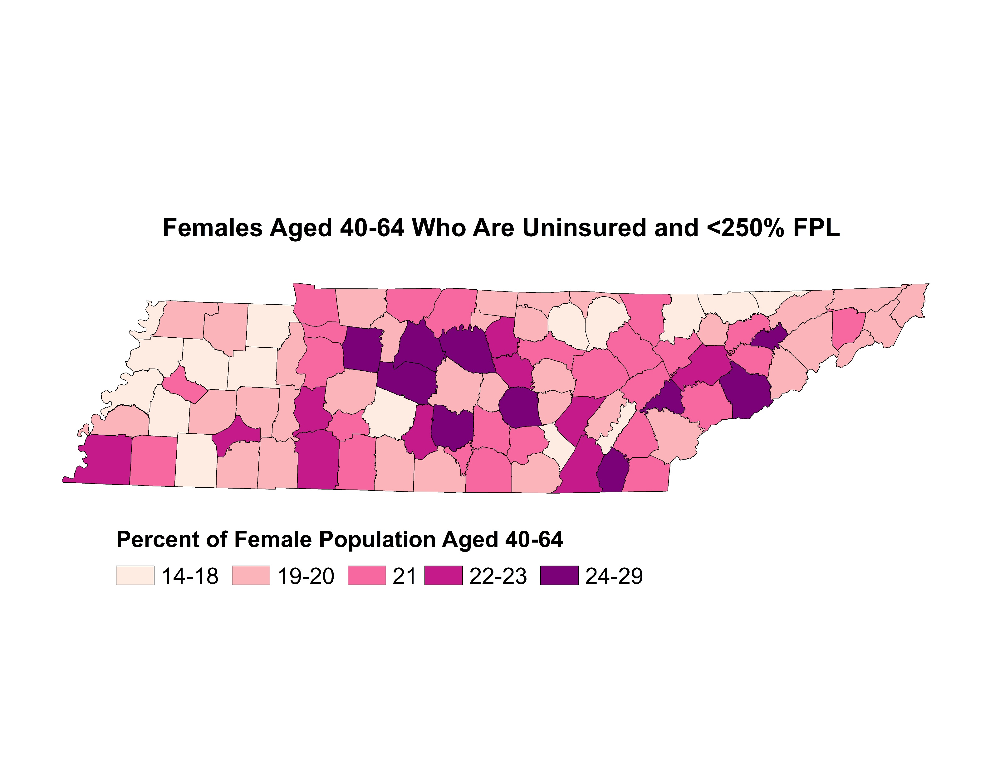 Females Aged 40-64 Who Are Uninsured and <250% FPL
Percent of Female Population Aged 40-64
14-18 19-20 21 22-23 24-29